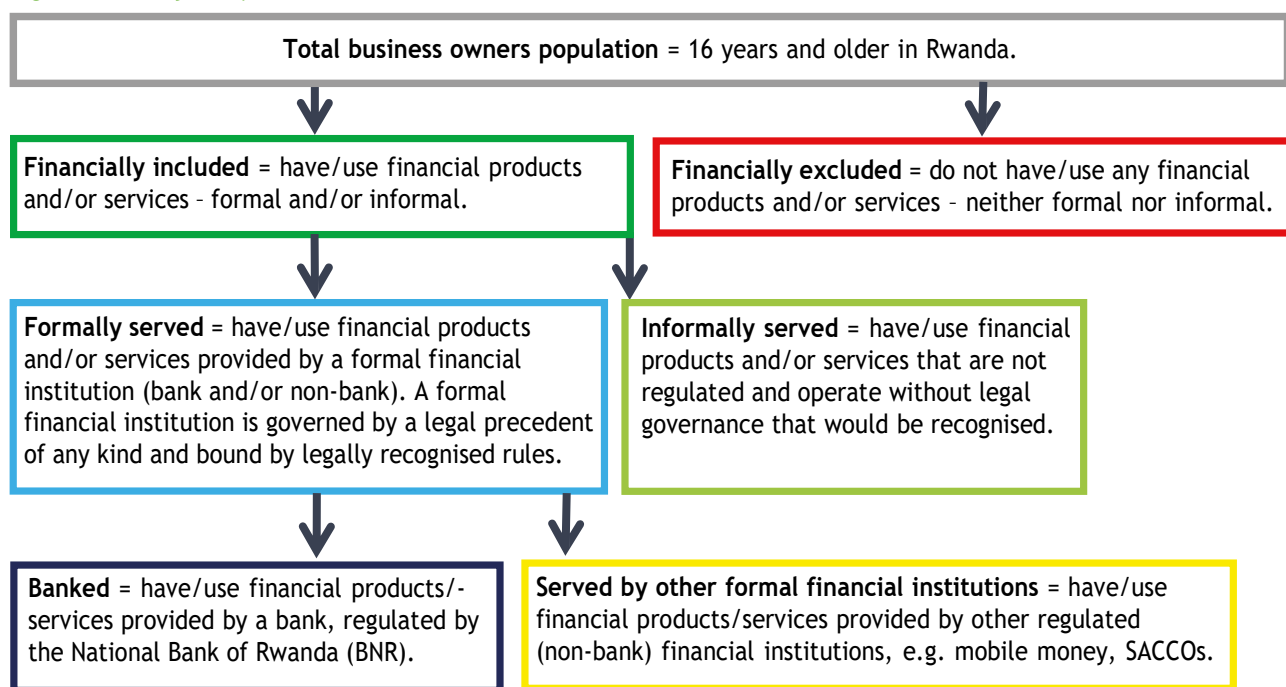 Total business owners population = 16 years and older in Rwanda.
Financially included = have/use financial products
and/or services - formal and/or informal.
Financially excluded = do not have/use any financial
products and/or services - neither formal nor informal.
Formally served = have/use financial products
and/or services provided by a formal financial
institution (bank and/or non-bank). A formal
financial institution is governed by a legal precedent
of any kind and bound by legally recognised rules.
Informally served = have/use financial
products and/or services that are not
regulated and operate without legal
governance that would be recognised.
Banked = have/use financial products/-
services provided by a bank, regulated by
the National Bank of Rwanda (BNR).
Served by other formal financial institutions = have/use
financial products/services provided by other regulated
(non-bank) financial institutions, e.g. mobile money, SACCOs.